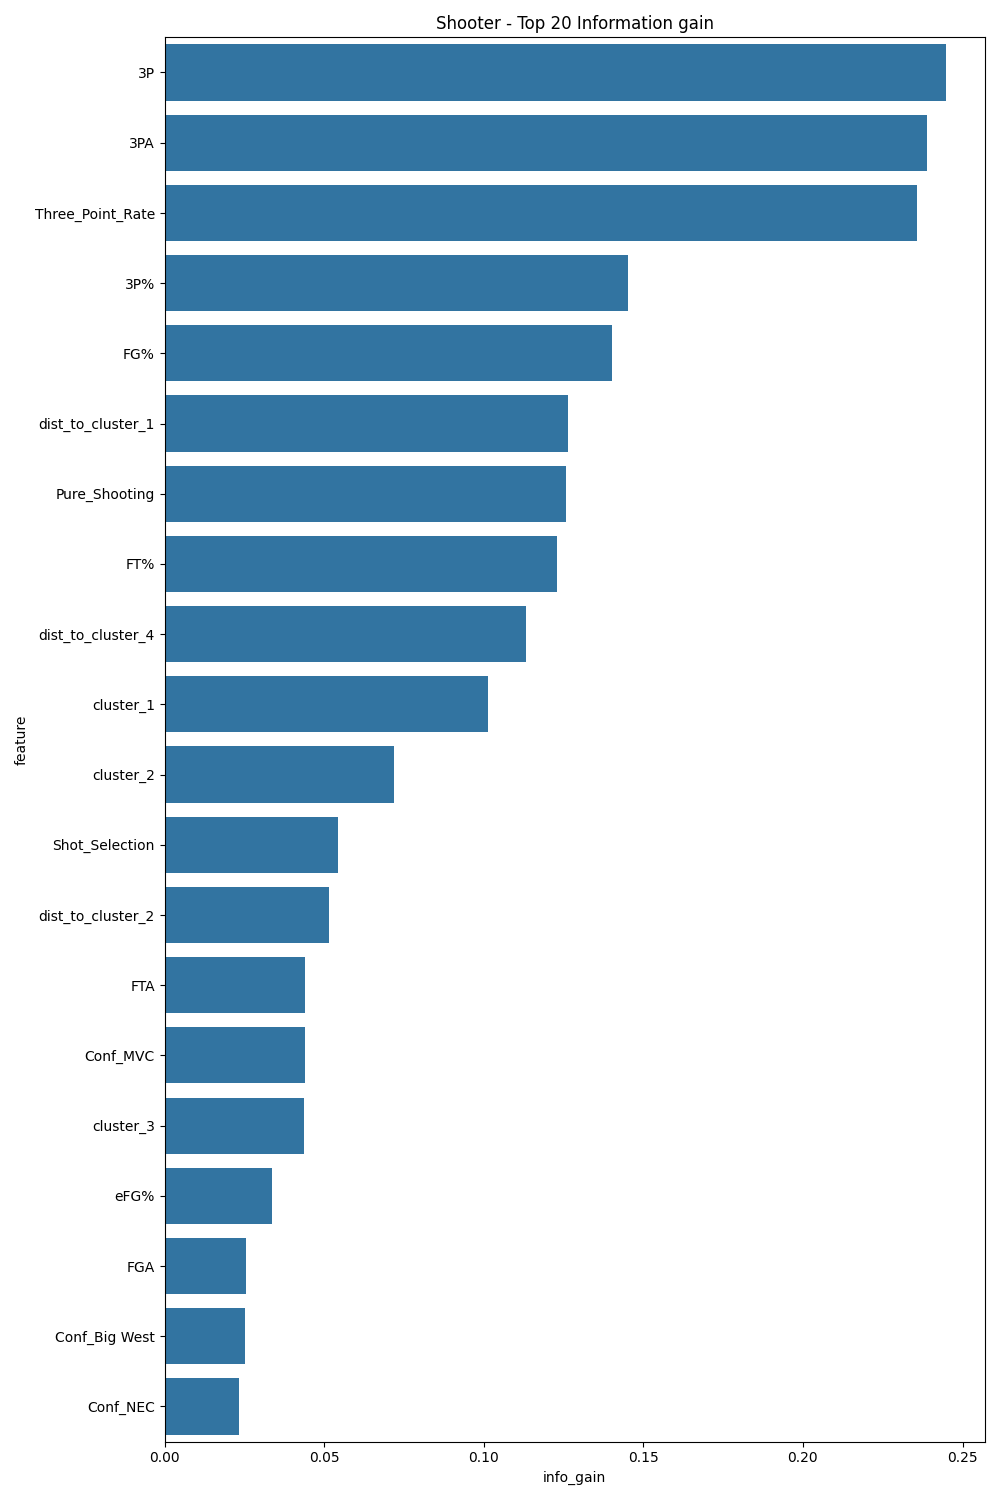 Shooter - Top 20 Information gain
3P
3PA
Three_Point_Rate
3P%
FG%
dist_to_cluster_1
Pure_Shooting
FT%
dist_to_cluster_4
cluster_1
cluster_2
Shot_Selection
dist_to_cluster_2
FTA
Conf_MVC
cluster_3
eFG%
FGA
Conf_Big West
Conf_NEC
feature
0.00 0.05 0.10 0.15 0.20 0.25
info_gain